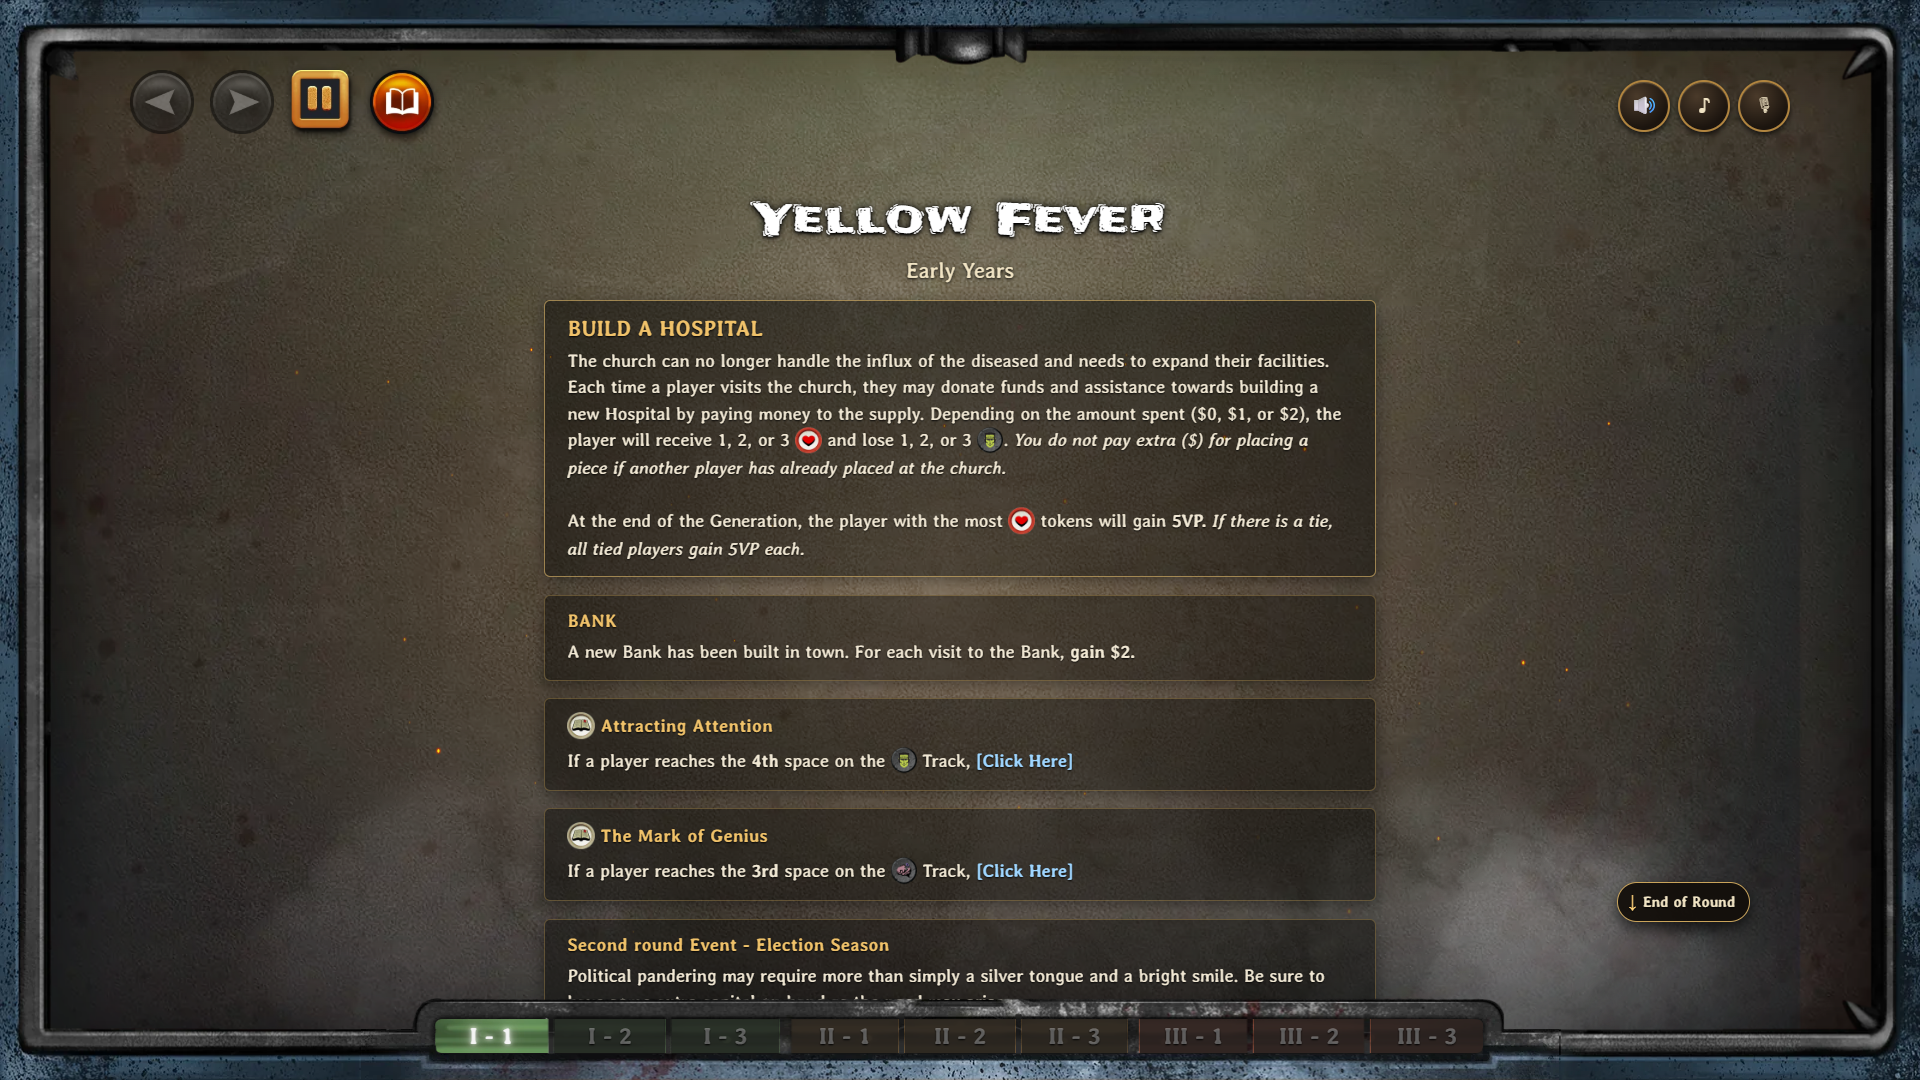 Yellow Fever
Early Years
BUILD A HOSPITAL
The church can no longer handle the influx of the diseased and needs to expand their facilities.
Each time a player visits the church, they may donate funds and assistance towards building a
new Hospital by paying money to the supply. Depending on the amount spent ($0, $1, or $2), the
player will receive 1, 2, or 3 and lose 1, 2, or 3 . You do not pay extra ($) for placing a
piece if another player has already placed at the church.
At the end of the Generation, the player with the most tokens will gain 5VP. If there is a tie,
all tied players gain 5VP each.
BANK
A new Bank has been built in town. For each visit to the Bank, gain $2.
Attracting Attention
If a player reaches the 4th space on the Track, [Click Here]
The Mark of Genius
If a player reaches the 3rd space on the Track, [Click Here]
↓ End of Round
Second round Event - Election Season
Political pandering may require more than simply a silver tongue and a bright smile. Be sure to
I - 1 I - 2 I - 3 II - 1 II - 2 II - 3 III - 1 III - 2 III - 3